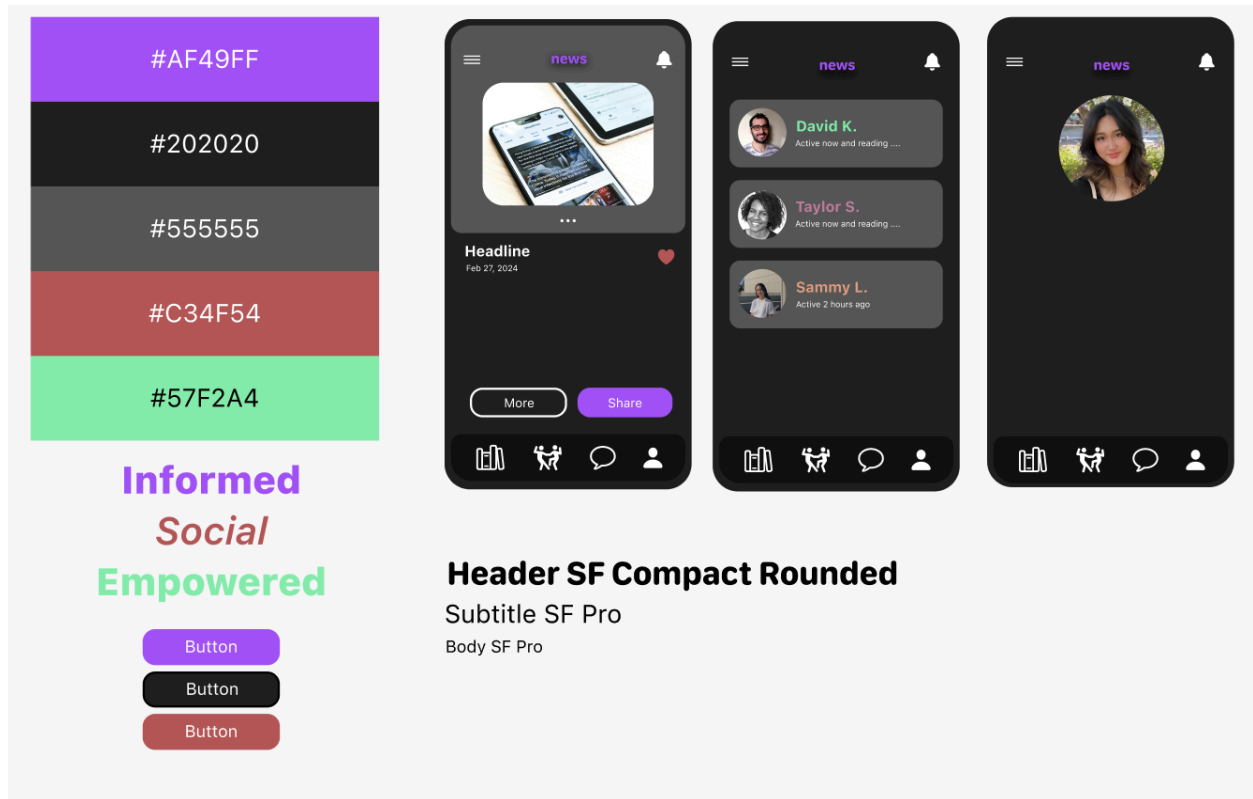 #AF49FF
#202020
#555555
#C34F54
#57F2A4
Informed
Social
Empowered
Button
Button
Button
news
Headline
Feb 27, 2024
More
Share
news
David K.
Active now and reading ....
Taylor S.
Active now and reading ....
Sammy L.
Active 2 hours ago
news
Header SF Compact Rounded
Subtitle SF Pro
Body SF Pro